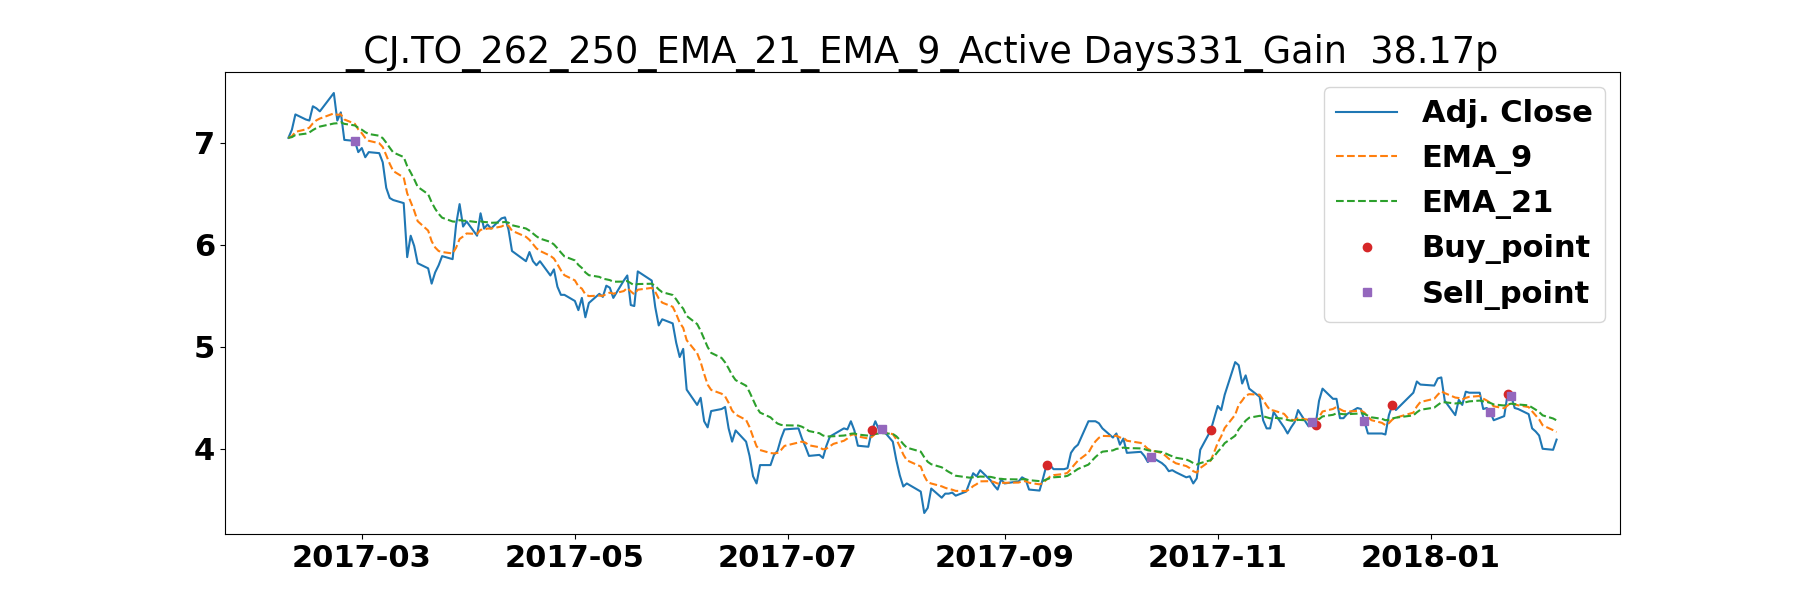 _CJ.TO_262_250_EMA_21_EMA_9_Active Days331_Gain  38.17p
Adj. Close
EMA_9
EMA_21
Buy_point
Sell_point
7
6
5
4
2017-03 2017-05 2017-07 2017-09 2017-11 2018-01